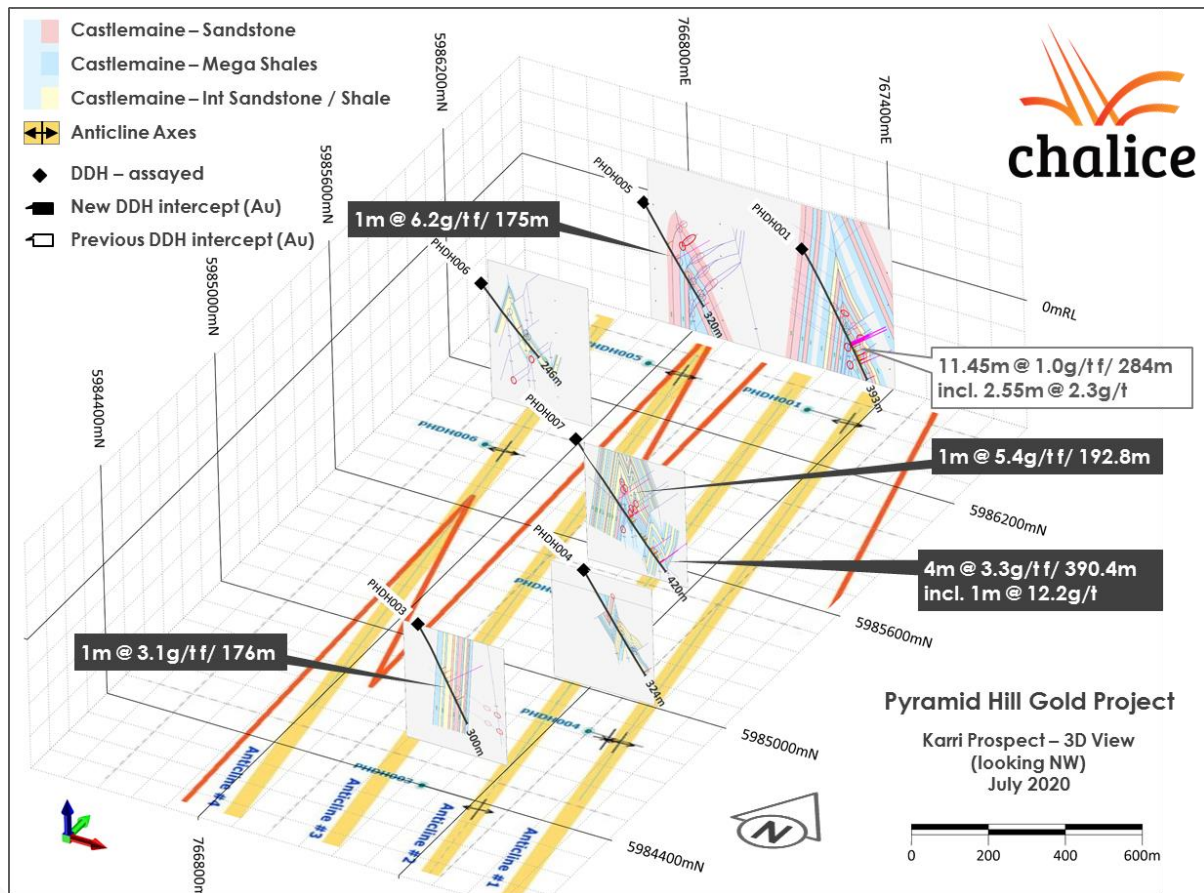 Castlemaine – Sandstone
Castlemaine – Mega Shales
Castlemaine – Int Sandstone / Shale
Anticline Axes
DDH – assayed
New DDH intercept (Au)
Previous DDH intercept (Au)
chalice
5986200mN
5985600mN
5985000mN
5984400mN
766800mE
767400mE
0mRL
PHDH005
PHDH001
1m @ 6.2g/t f/ 175m
PHDH006
320m
393m
246m
11.45m @ 1.0g/t f/ 284m
incl. 2.55m @ 2.3g/t
PHDH005
PHDH001
PHDH007
PHDH006
1m @ 5.4g/t f/ 192.8m
5986200mN
4m @ 3.3g/t f/ 390.4m
incl. 1m @ 12.2g/t
420m
PHDH004
5985600mN
PHDH003
1m @ 3.1g/t f/ 176m
324m
300m
5985000mN
PHDH004
PHDH003
Anticline #4
Anticline #3
Anticline #2
Anticline #1
766800m
5984400mN
N
Pyramid Hill Gold Project
Karri Prospect – 3D View
(looking NW)
July 2020
0 200 400 600m